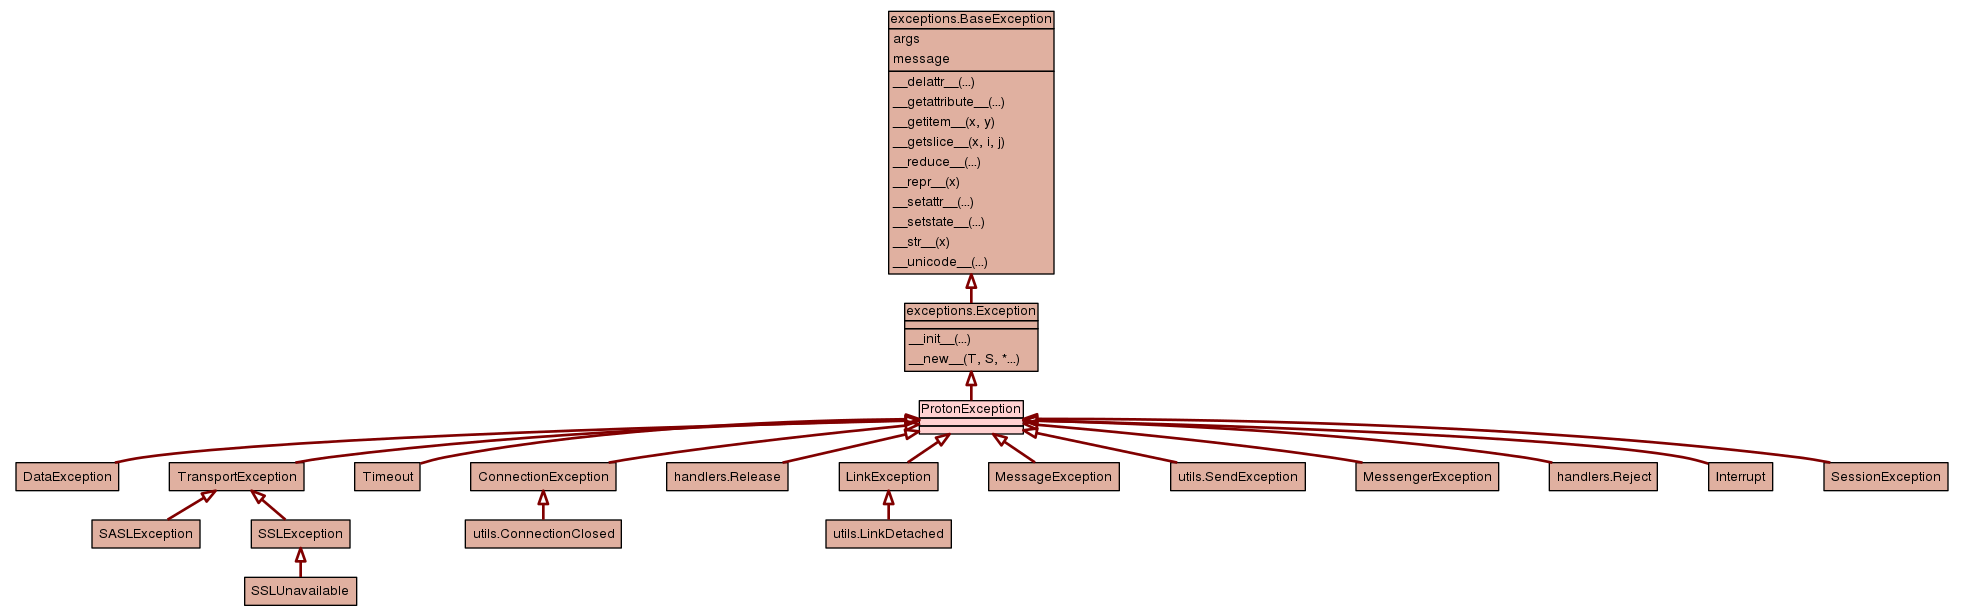 exceptions.BaseException
args
message
__delattr__(...)
__getattribute__(...)
__getitem__(x, y)
__getslice__(x, i, j)
__reduce__(...)
__repr__(x)
__setattr__(...)
__setstate__(...)
__str__(x)
__unicode__(...)
exceptions.Exception
__init__(...)
__new__(T, S, *...)
ProtonException
DataException
TransportException
Timeout
ConnectionException
handlers.Release
LinkException
MessageException
utils.SendException
MessengerException
handlers.Reject
Interrupt
SessionException
SASLException
SSLException
utils.ConnectionClosed
utils.LinkDetached
SSLUnavailable